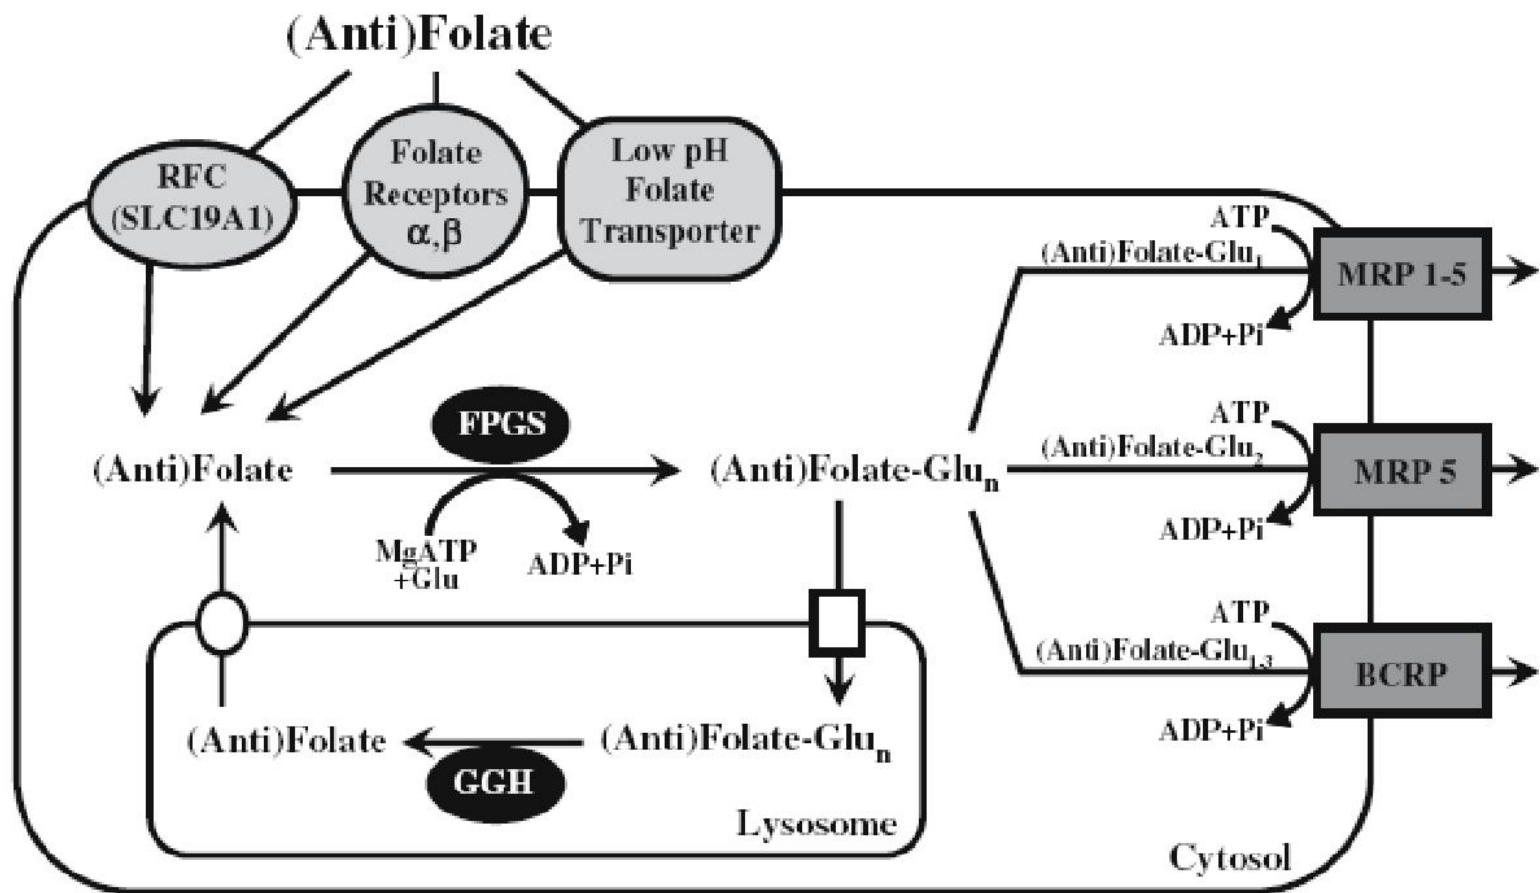 (Anti)Folate
RFC
(SLC19A1)
Folate
Receptors
α,β
Low pH
Folate
Transporter
ATP
(Anti)Folate-Glu1
MRP 1-5
ADP+Pi
(Anti)Folate
FPGS
MgATP
+Glu
ADP+Pi
(Anti)Folate-Glun
ATP
(Anti)Folate-Glu2
MRP 5
ADP+Pi
ATP
(Anti)Folate-Glu1-3
BCRP
ADP+Pi
(Anti)Folate
GGH
(Anti)Folate-Glun
Lysosome
Cytosol